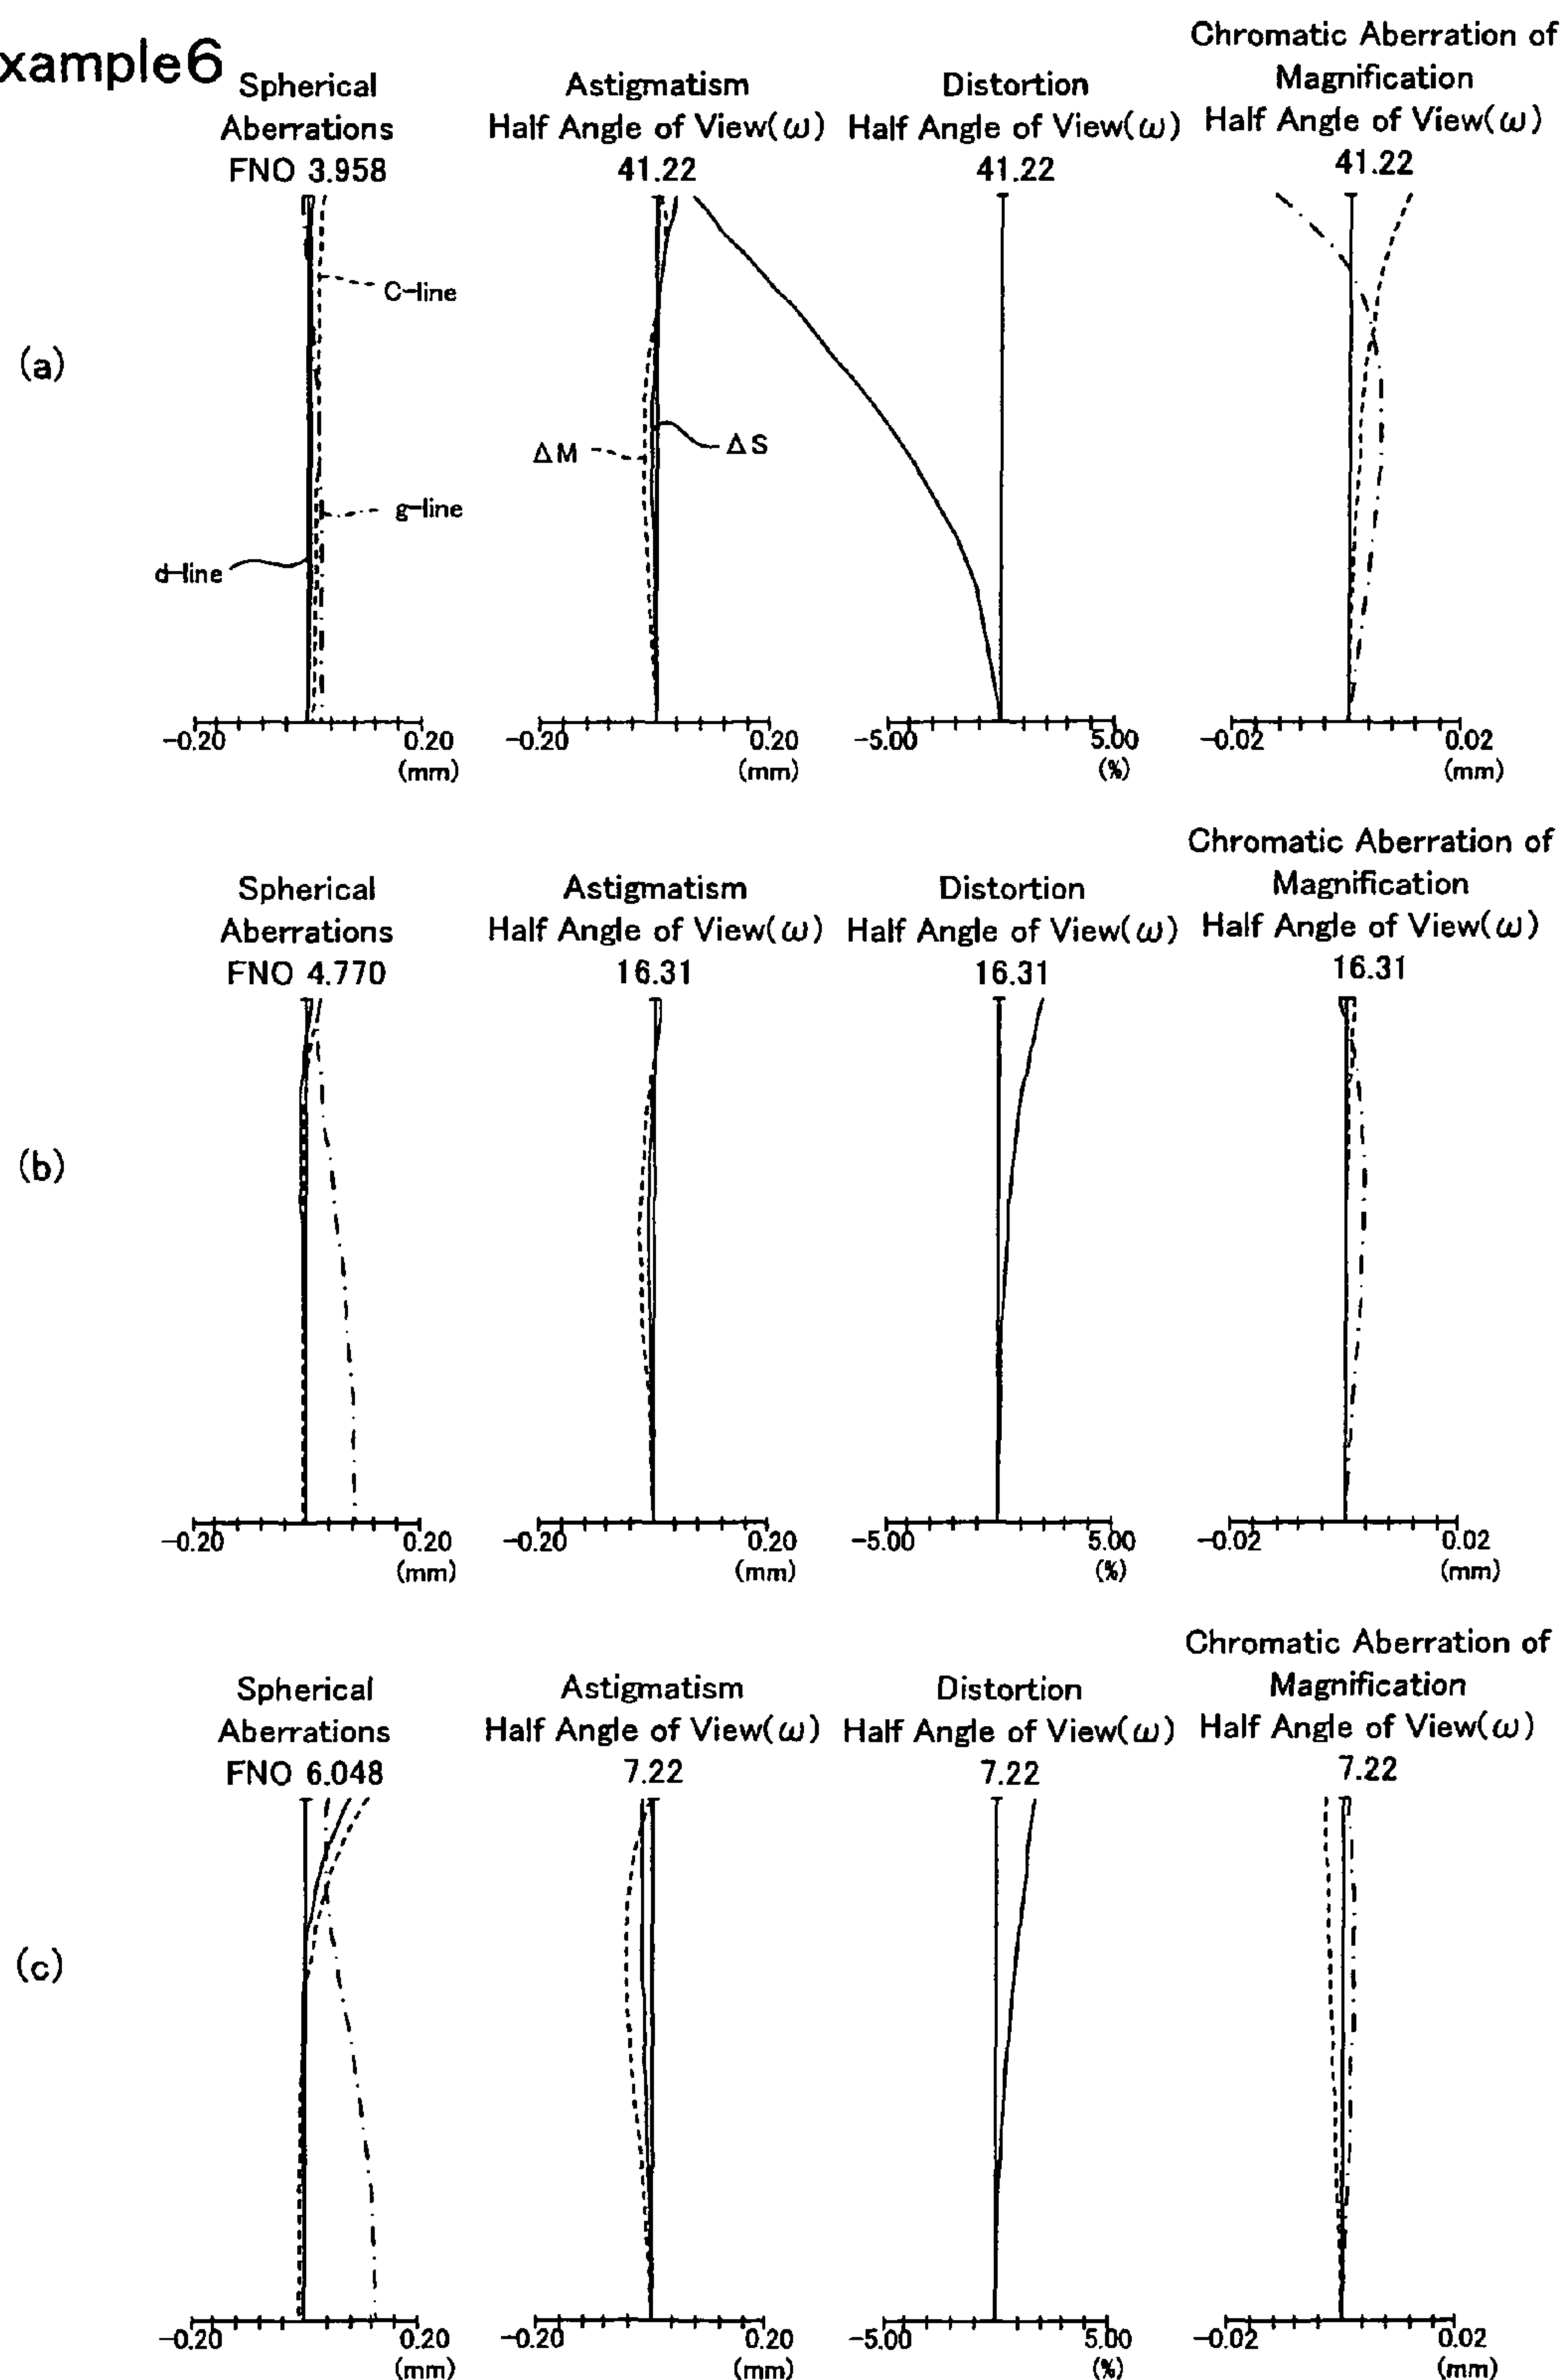 xample6
Spherical
Aberrations
FNO 3.958
Astigmatism
Half Angle of View(ω)
41.22
Distortion
Half Angle of View(ω)
41.22
Chromatic Aberration of
Magnification
Half Angle of View(ω)
41.22
(a)
C-line
g-line
d-line
ΔM
ΔS
-0.20
0.20
(mm)
-0.20
0.20
(mm)
-5.00
5.00
(%)
-0.02
0.02
(mm)
Spherical
Aberrations
FNO 4.770
Astigmatism
Half Angle of View(ω)
16.31
Distortion
Half Angle of View(ω)
16.31
Chromatic Aberration of
Magnification
Half Angle of View(ω)
16.31
(b)
-0.20
0.20
(mm)
-0.20
0.20
(mm)
-5.00
5.00
(%)
-0.02
0.02
(mm)
Spherical
Aberrations
FNO 6.048
Astigmatism
Half Angle of View(ω)
7.22
Distortion
Half Angle of View(ω)
7.22
Chromatic Aberration of
Magnification
Half Angle of View(ω)
7.22
(c)
-0.20
0.20
(mm)
-0.20
0.20
(mm)
-5.00
5.00
(%)
-0.02
0.02
(mm)